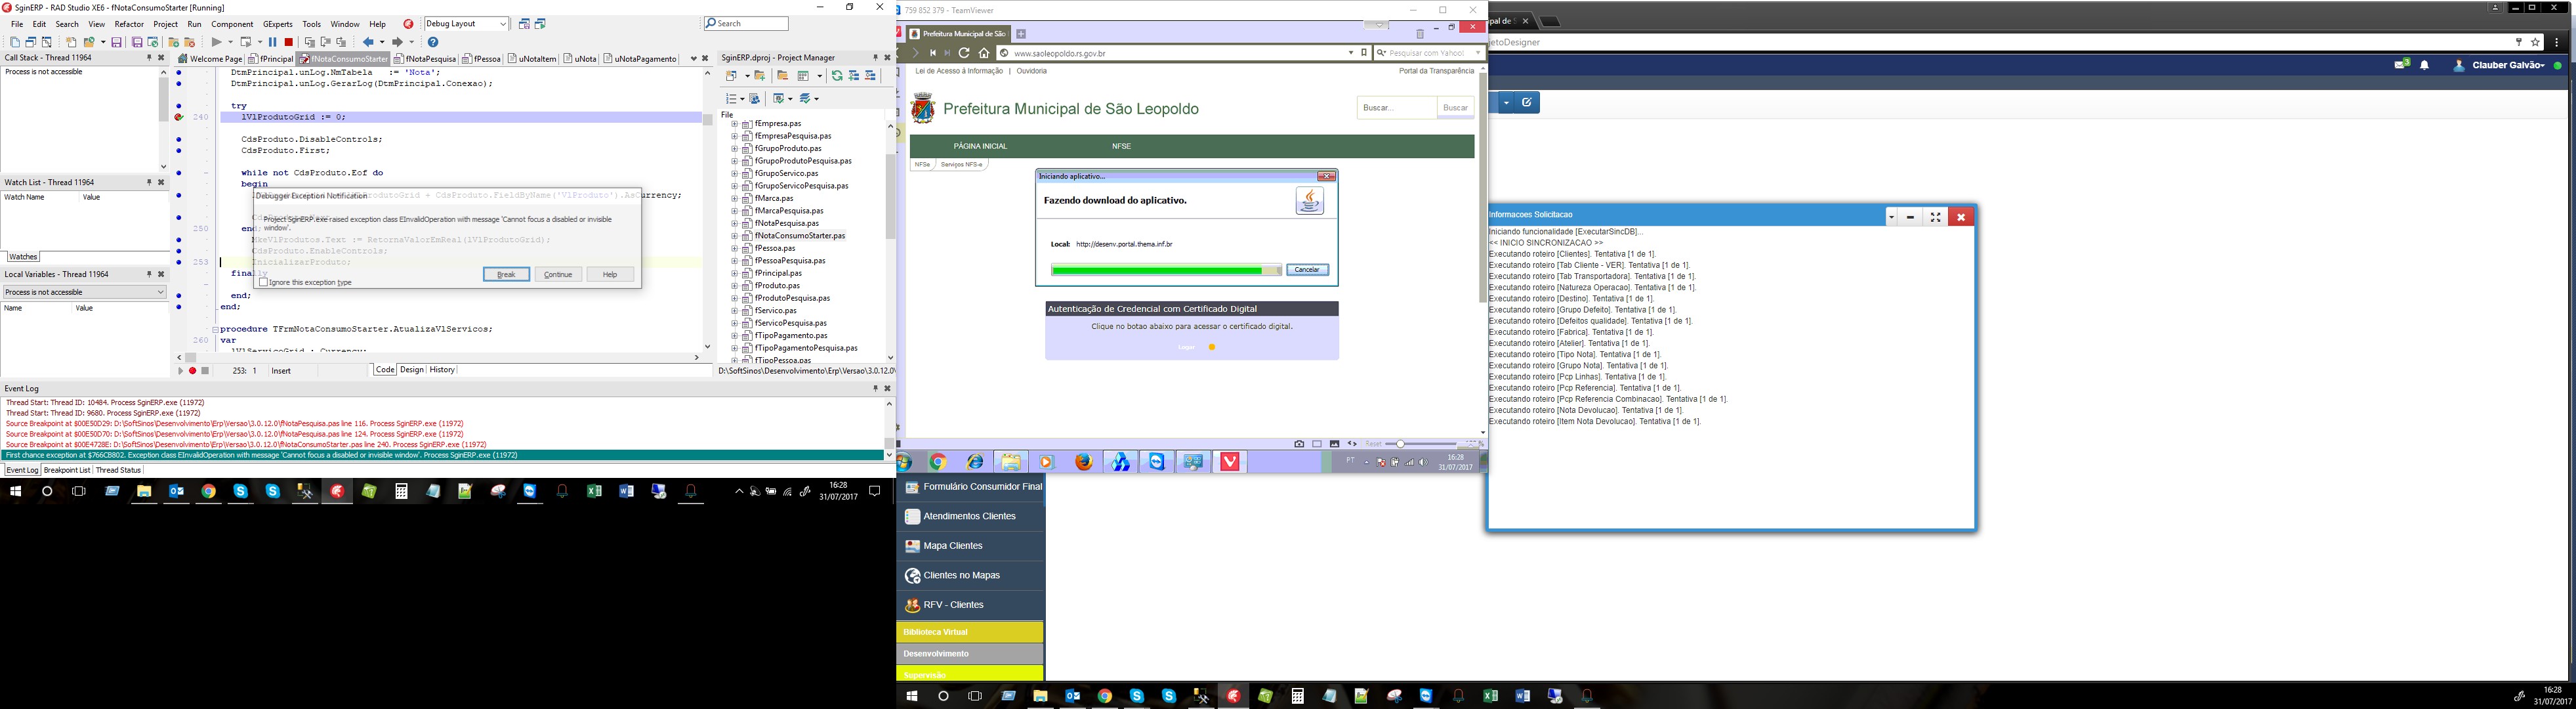 SginERP - RAD Studio XE6 - fNotaConsumoStarter [Running]
File Edit Search View Refactor Project Run Component GExperts Tools Window Help
Debug Layout
Search
Call Stack - Thread 11964
Process is not accessible
Watch List - Thread 11964
Watch Name Value
Watches
Local Variables - Thread 11964
Process is not accessible
Name Value
Welcome Page fPrincipal fNotaConsumoStarter fNotaPesquisa fPessoa uNotaItem uNota uNotaPagamento
DtmPrincipal.unLog.NmTabela := 'Nota';
DtmPrincipal.unLog.GerarLog(DtmPrincipal.Conexao);
try
240 lVlProdutoGrid := 0;
CdsProduto.DisableControls;
CdsProduto.First;
while not CdsProduto.Eof do
begin
ProdutoGrid + CdsProduto.FieldByName('VlProduto').AsCurrency;
250 end;
MkeVlProdutos.Text := RetornaValorEmReal(lVlProdutoGrid);
CdsProduto.EnableControls;
253 InicializarProduto;
finally
end;
end;
procedure TFrmNotaConsumoStarter.AtualizaVlServicos;
260 var
lVlServicoGrid : Currency;
Debugger Exception Notification
Project SginERP.exe raised exception class EInvalidOperation with message 'Cannot focus a disabled or invisible
window'.
Break Continue Help
Ignore this exception type
253: 1 Insert
Code Design History
SginERP.dproj - Project Manager
File
fEmpresa.pas
fEmpresaPesquisa.pas
fGrupoProduto.pas
fGrupoProdutoPesquisa.pas
fGrupoServico.pas
fGrupoServicoPesquisa.pas
fMarca.pas
fMarcaPesquisa.pas
fNotaPesquisa.pas
fNotaConsumoStarter.pas
fPessoa.pas
fPessoaPesquisa.pas
fPrincipal.pas
fProduto.pas
fProdutoPesquisa.pas
fServico.pas
fServicoPesquisa.pas
fTipoPagamento.pas
fTipoPagamentoPesquisa.pas
fTipoPessoa.pas
D:\SoftSinos\Desenvolvimento\Erp\Versao\3.0.12.0\
Event Log
Thread Start: Thread ID: 10484. Process SginERP.exe (11972)
Thread Start: Thread ID: 9680. Process SginERP.exe (11972)
Source Breakpoint at $00E50D29: D:\SoftSinos\Desenvolvimento\Erp\Versao\3.0.12.0\fNotaPesquisa.pas line 116. Process SginERP.exe (11972)
Source Breakpoint at $00E50D70: D:\SoftSinos\Desenvolvimento\Erp\Versao\3.0.12.0\fNotaPesquisa.pas line 124. Process SginERP.exe (11972)
Source Breakpoint at $00E4728E: D:\SoftSinos\Desenvolvimento\Erp\Versao\3.0.12.0\fNotaConsumoStarter.pas line 240. Process SginERP.exe (11972)
First chance exception at $766CB802. Exception class EInvalidOperation with message 'Cannot focus a disabled or invisible window'. Process SginERP.exe (11972)
Event Log Breakpoint List Thread Status
16:28
31/07/2017
759 852 379 - TeamViewer
Prefeitura Municipal de São
www.saoleopoldo.rs.gov.br
Pesquisar com Yahoo!
Lei de Acesso á Informação | Ouvidoria
Portal da Transparência
Prefeitura Municipal de São Leopoldo
Buscar... Buscar
PÁGINA INICIAL NFSE
NFSe Serviços NFS-e
Iniciando aplicativo...
Fazendo download do aplicativo.
Local: http://desenv.portal.thema.inf.br
Cancelar
Autenticação de Credencial com Certificado Digital
Clique no botao abaixo para acessar o certificado digital.
Logar
Reset
PT
16:28
31/07/2017
Formulário Consumidor Final
Atendimentos Clientes
Mapa Clientes
Clientes no Mapas
RFV - Clientes
Biblioteca Virtual
Desenvolvimento
Supervisão
jetoDesigner
3
Clauber Galvão
Informacoes Solicitacao
Iniciando funcionalidade [ExecutarSincDB]...
<< INICIO SINCRONIZACAO >>
Executando roteiro [Clientes]. Tentativa [1 de 1].
Executando roteiro [Tab Cliente - VER]. Tentativa [1 de 1].
Executando roteiro [Tab Transportadora]. Tentativa [1 de 1].
Executando roteiro [Natureza Operacao]. Tentativa [1 de 1].
Executando roteiro [Destino]. Tentativa [1 de 1].
Executando roteiro [Grupo Defeito]. Tentativa [1 de 1].
Executando roteiro [Defeitos qualidade]. Tentativa [1 de 1].
Executando roteiro [Fabrica]. Tentativa [1 de 1].
Executando roteiro [Atelier]. Tentativa [1 de 1].
Executando roteiro [Tipo Nota]. Tentativa [1 de 1].
Executando roteiro [Grupo Nota]. Tentativa [1 de 1].
Executando roteiro [Pcp Linhas]. Tentativa [1 de 1].
Executando roteiro [Pcp Referencia]. Tentativa [1 de 1].
Executando roteiro [Pcp Referencia Combinacao]. Tentativa [1 de 1].
Executando roteiro [Nota Devolucao]. Tentativa [1 de 1].
Executando roteiro [Item Nota Devolucao]. Tentativa [1 de 1].
16:28
31/07/2017